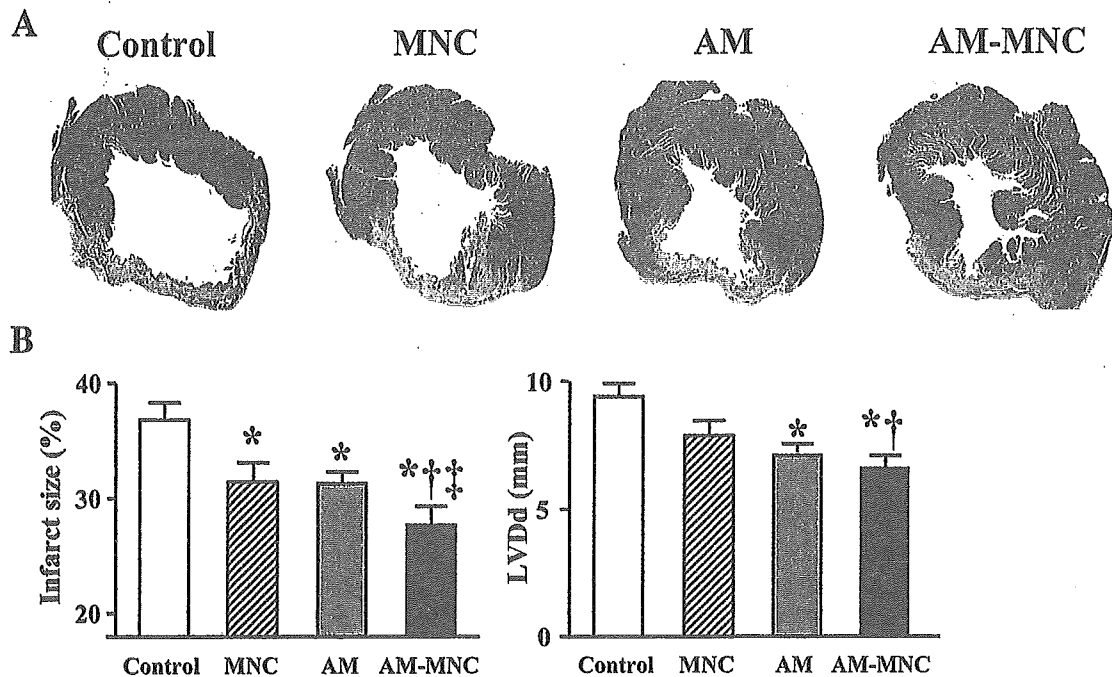 A
Control MNC AM AM-MNC
B
Infarct size (%)
40
30
20
*
*
*†‡
Control MNC AM AM-MNC
LVDd (mm)
10
5
0
*
*†
Control MNC AM AM-MNC